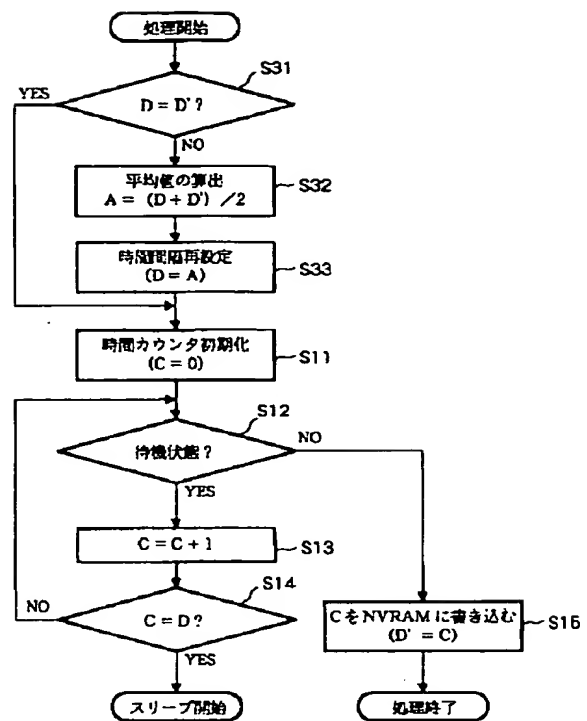 処理開始
S31
YES
D = D' ?
NO
平均値の算出
A = (D + D') / 2
S32
時間間隔再設定
(D = A)
S33
時間カウンタ初期化
(C = 0)
S11
S12
待機状態?
NO
YES
C = C + 1
S13
S14
NO
C = D ?
YES
CをNVRAMに書き込む
(D' = C)
S15
スリープ開始
処理終了